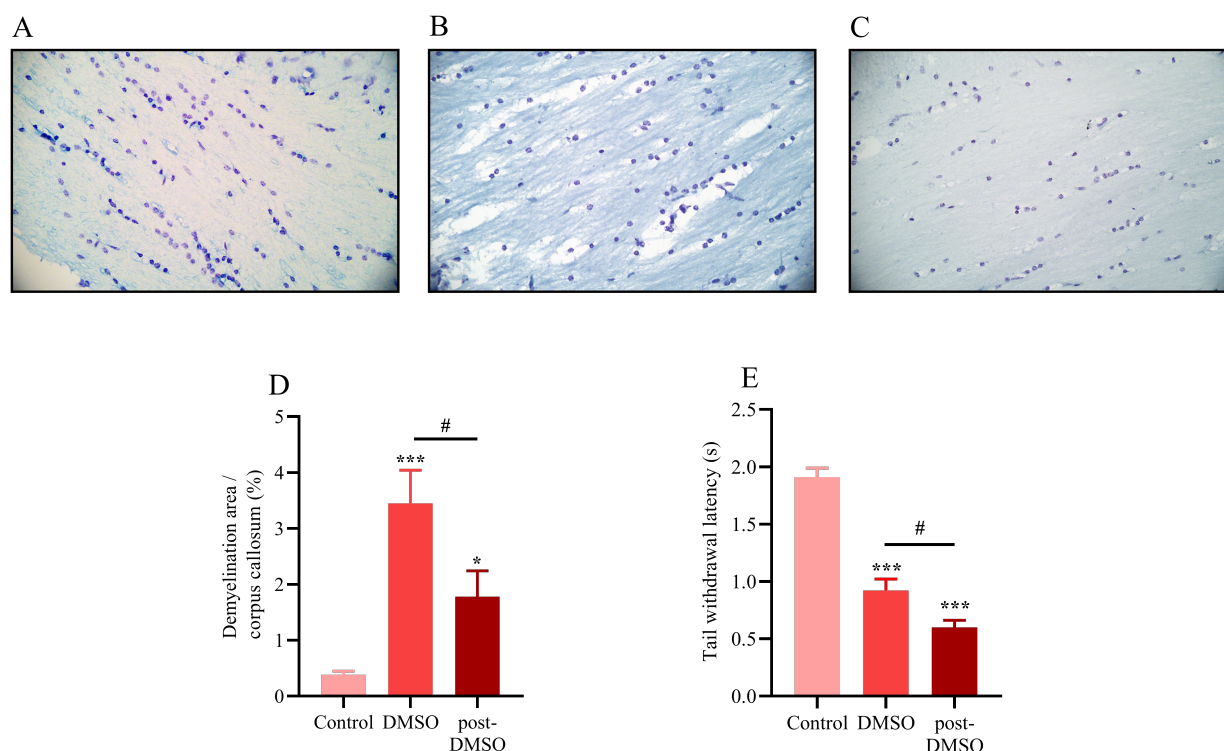 A
B
C
D
Demyelination area /
corpus callosum (%)
5
4
3
2
1
0
***
#
*
Control
DMSO
post-
DMSO
E
Tail withdrawal latency (s)
2.5
2.0
1.5
1.0
0.5
0.0
#
***
***
Control
DMSO
post-
DMSO